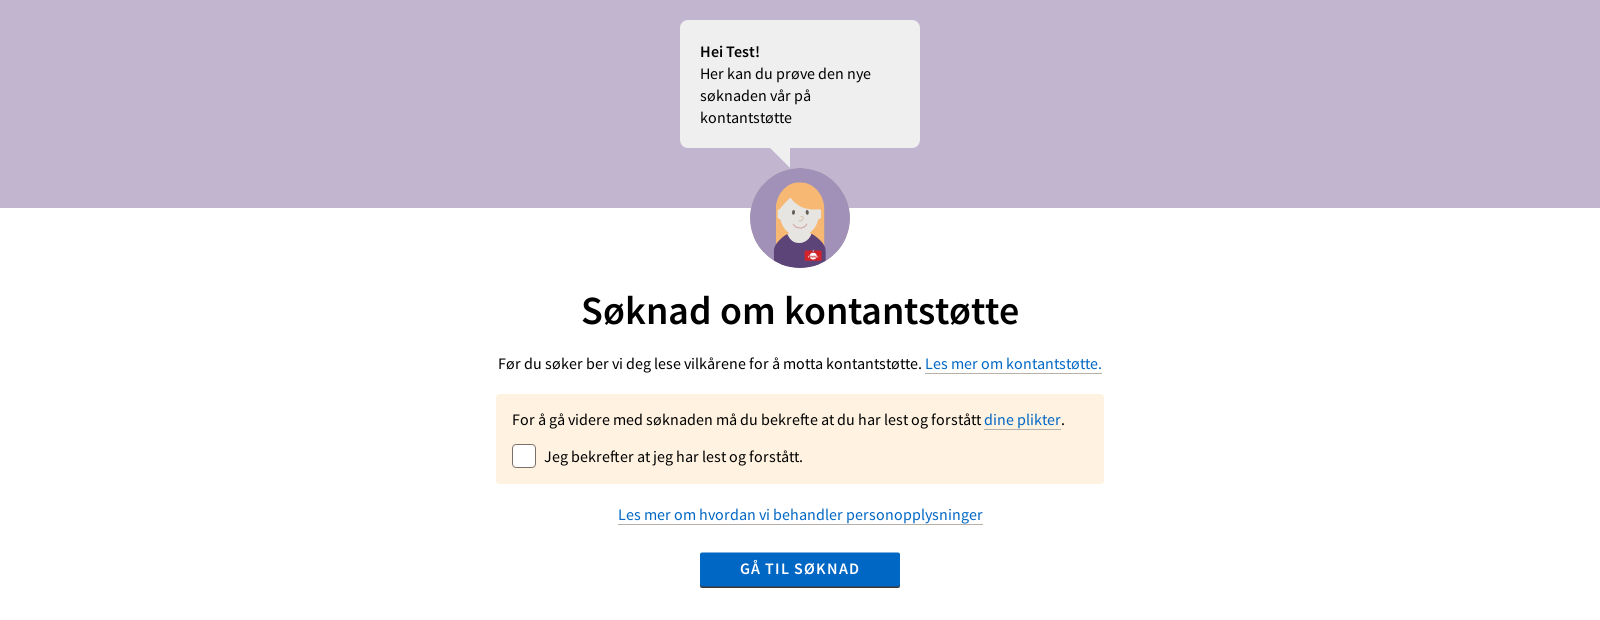 Hei Test!
Her kan du prøve den nye
søknaden vår på
kontantstøtte
Søknad om kontantstøtte
Før du søker ber vi deg lese vilkårene for å motta kontantstøtte. Les mer om kontantstøtte.
For å gå videre med søknaden må du bekrefte at du har lest og forstått dine plikter.
Jeg bekrefter at jeg har lest og forstått.
Les mer om hvordan vi behandler personopplysninger
GÅ TIL SØKNAD